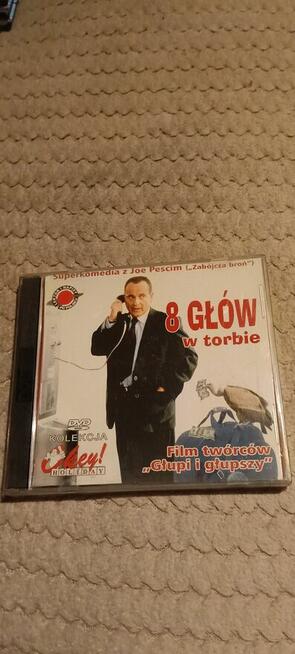 Superkomedia z Joe Pescim („Zabójcza broń")
8 GŁÓW
w torbie
DVD
KOLEKCJA
Okey!
HOLIDAY
Film twórców
„Głupi i głupszy"